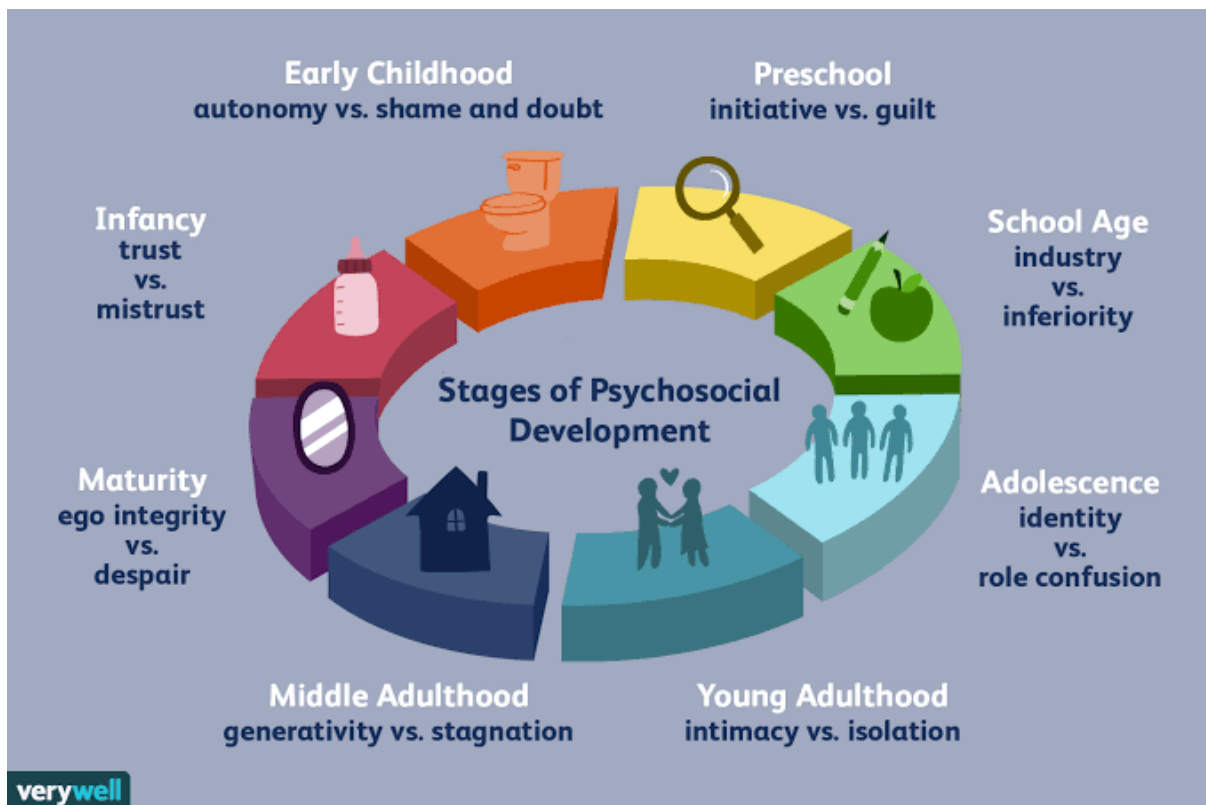 Early Childhood
autonomy vs. shame and doubt
Preschool
initiative vs. guilt
Infancy
trust
vs.
mistrust
School Age
industry
vs.
inferiority
Stages of Psychosocial
Development
Maturity
ego integrity
vs.
despair
Adolescence
identity
vs.
role confusion
Middle Adulthood
generativity vs. stagnation
Young Adulthood
intimacy vs. isolation
verywell